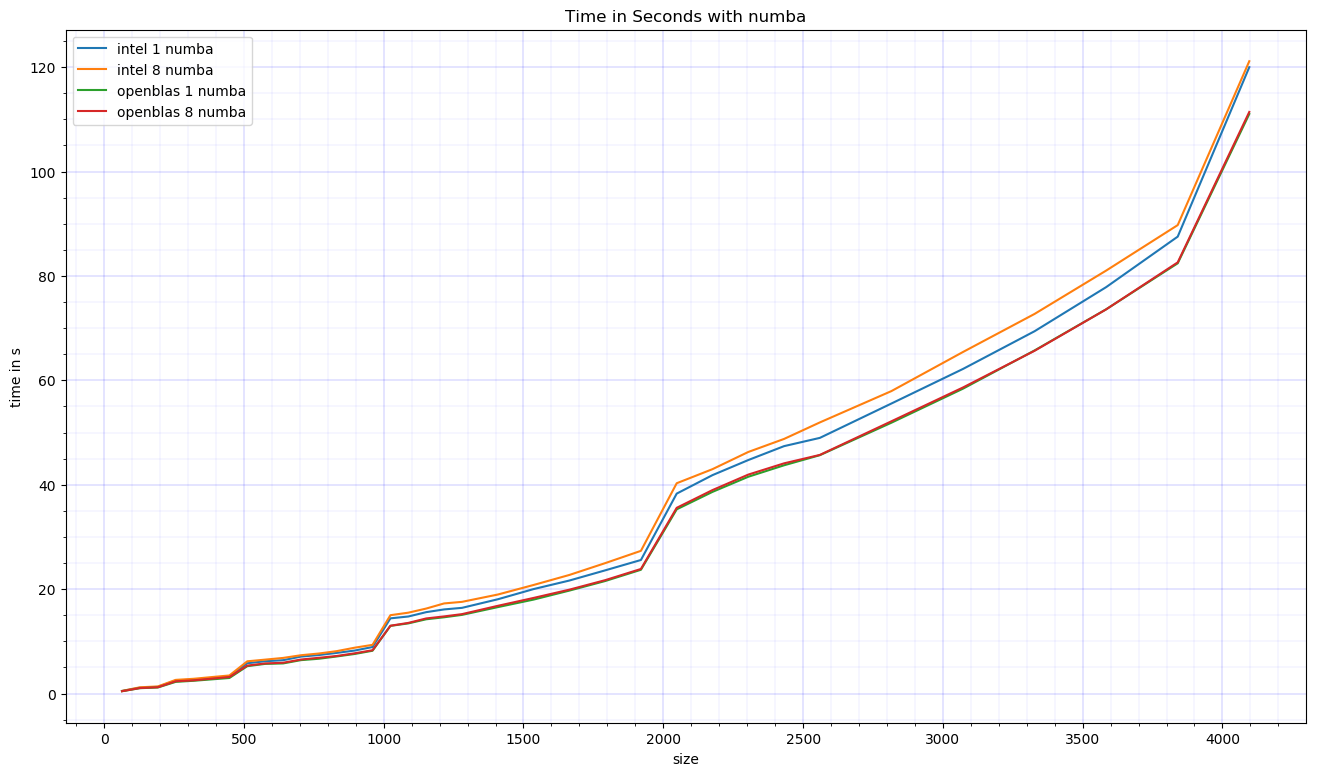 Time in Seconds with numba
intel 1 numba
intel 8 numba
openblas 1 numba
openblas 8 numba
120
100
80
60
40
20
0
time in s
0 500 1000 1500 2000 2500 3000 3500 4000
size